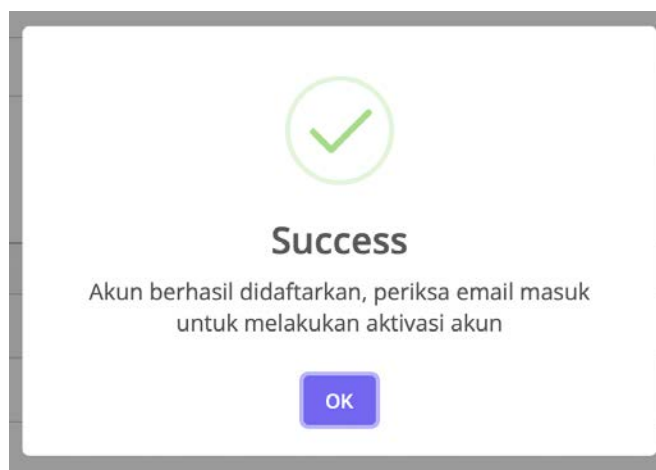 Success
Akun berhasil didaftarkan, periksa email masuk
untuk melakukan aktivasi akun
OK